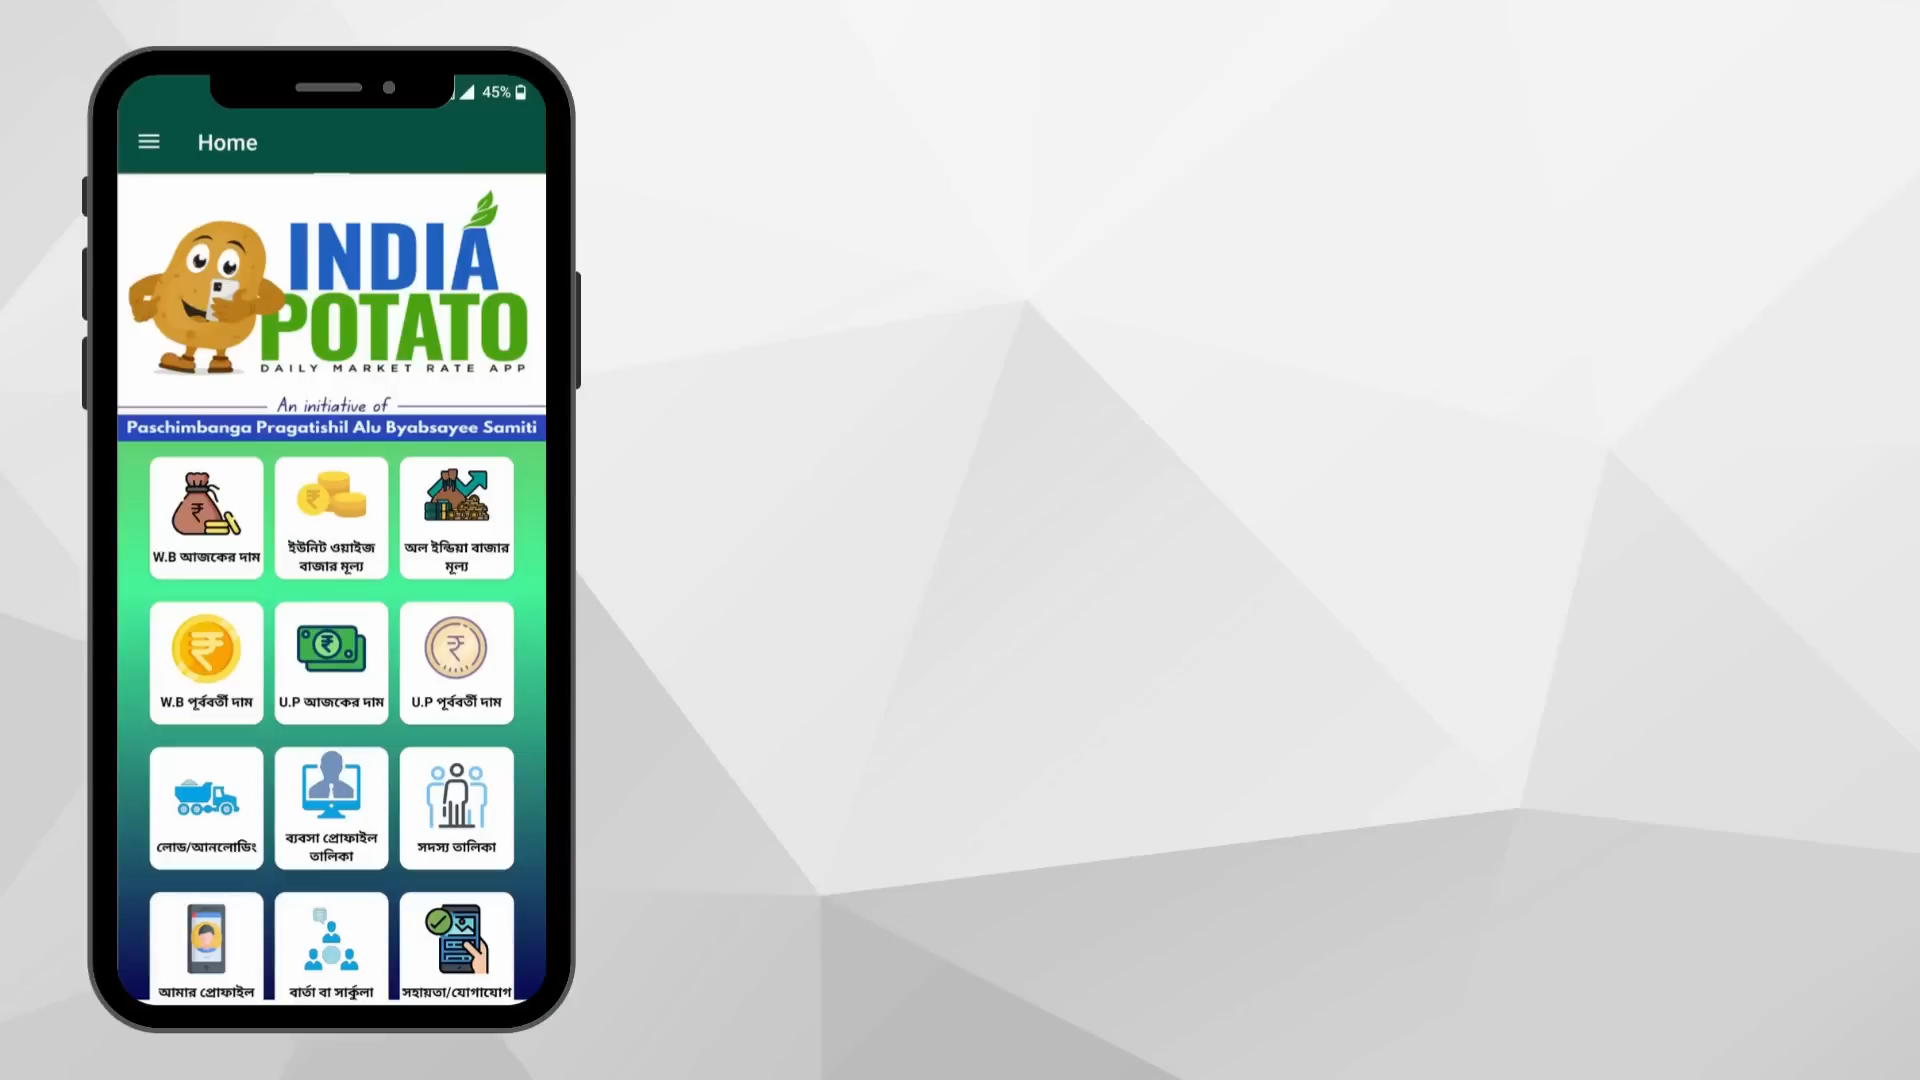 45%
Home
INDIA
POTATO
DAILY MARKET RATE APP
An initiative of
Paschimbanga Pragatishil Alu Byabsayee Samiti
W.B আজকের দাম
ইউনিট ওয়াইজ
বাজার মূল্য
অল ইন্ডিয়া বাজার
মূল্য
W.B পূর্ববর্তী দাম
U.P আজকের দাম
U.P পূর্ববর্তী দাম
লোড/আনলোডিং
ব্যবসা প্রোফাইল
তালিকা
সদস্য তালিকা
আমার প্রোফাইল
বার্তা বা সার্কুলা
সহায়তা/যোগাযোগ